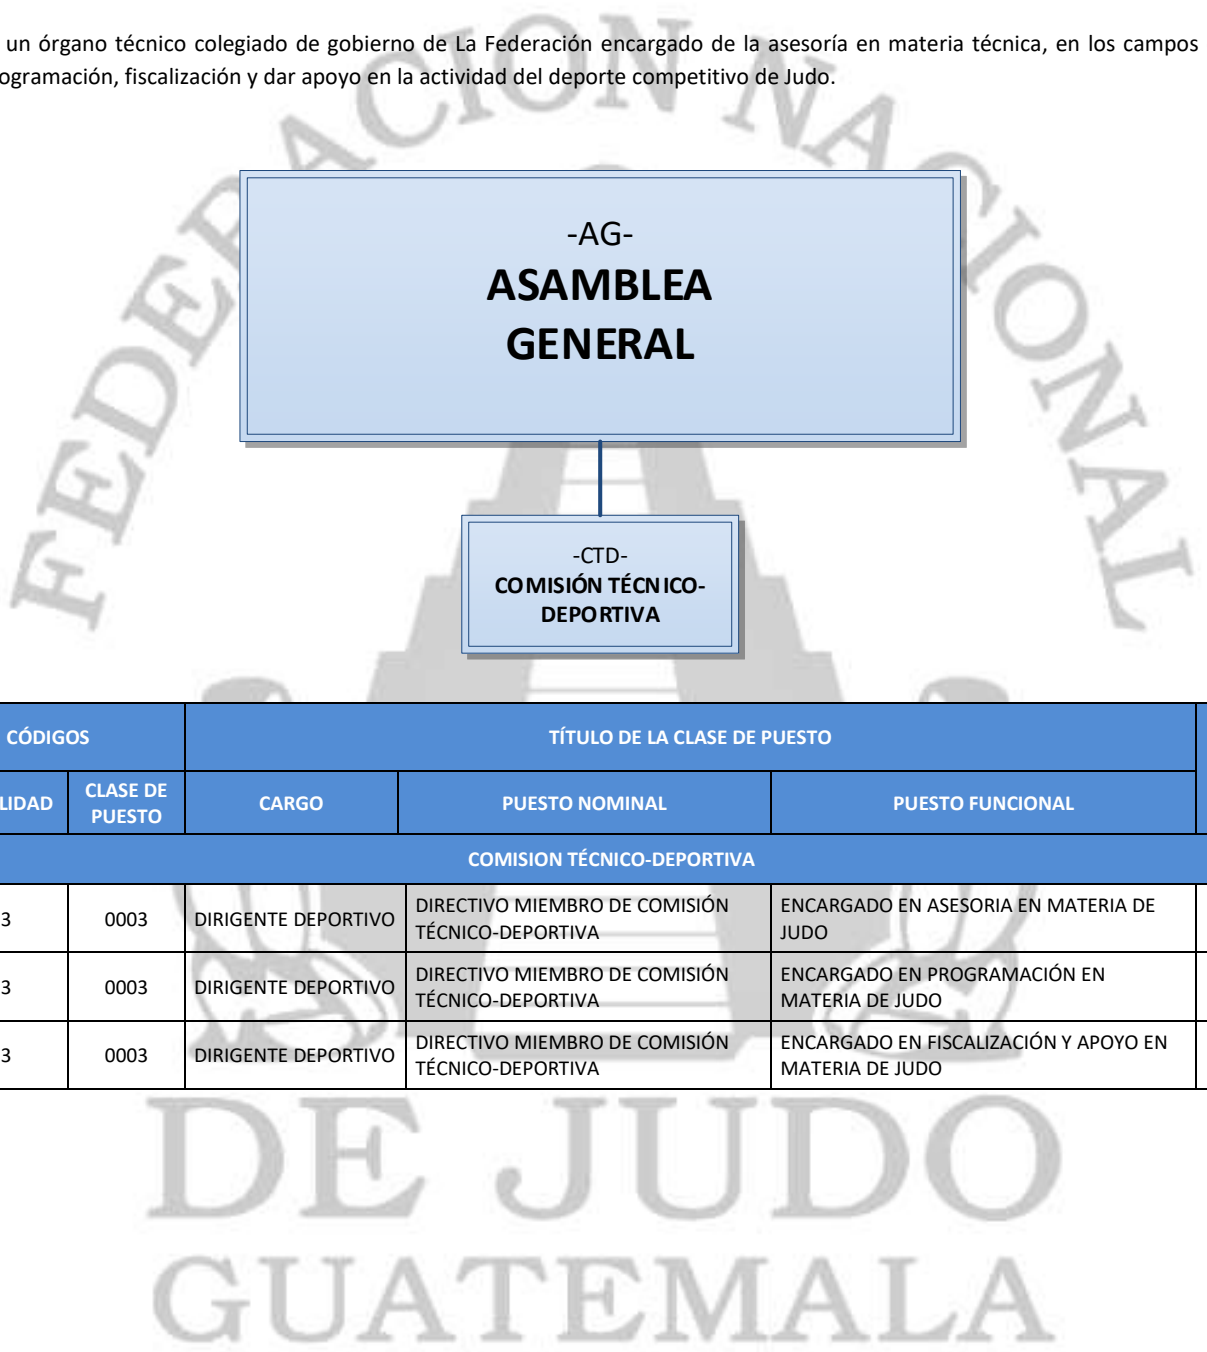 un órgano técnico colegiado de gobierno de La Federación encargado de la asesoría en materia técnica, en los campos
ogramación, fiscalización y dar apoyo en la actividad del deporte competitivo de Judo.
FEDERACION NACIONAL
-AG-
ASAMBLEA
GENERAL
-CTD-
COMISIÓN TÉCNICO-
DEPORTIVA
CÓDIGOS TÍTULO DE LA CLASE DE PUESTO
LIDAD CLASE DE PUESTO CARGO PUESTO NOMINAL PUESTO FUNCIONAL
COMISION TÉCNICO-DEPORTIVA
3 0003 DIRIGENTE DEPORTIVO DIRECTIVO MIEMBRO DE COMISIÓN TÉCNICO-DEPORTIVA ENCARGADO EN ASESORIA EN MATERIA DE JUDO
3 0003 DIRIGENTE DEPORTIVO DIRECTIVO MIEMBRO DE COMISIÓN TÉCNICO-DEPORTIVA ENCARGADO EN PROGRAMACIÓN EN MATERIA DE JUDO
3 0003 DIRIGENTE DEPORTIVO DIRECTIVO MIEMBRO DE COMISIÓN TÉCNICO-DEPORTIVA ENCARGADO EN FISCALIZACIÓN Y APOYO EN MATERIA DE JUDO
DE JUDO
GUATEMALA